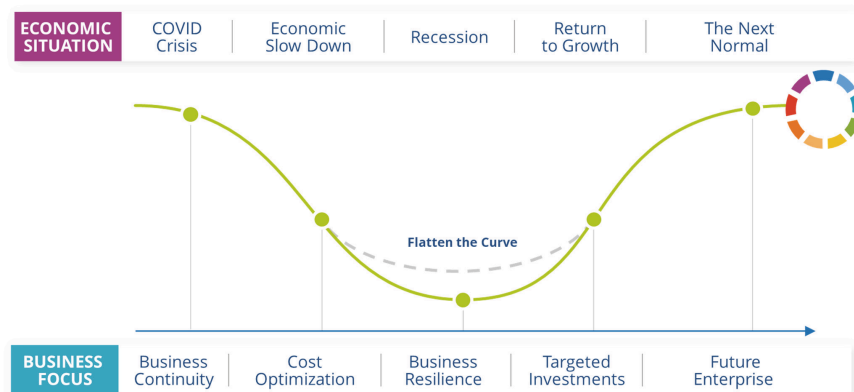 ECONOMIC
SITUATION
COVID
Crisis
Economic
Slow Down
Recession
Return
to Growth
The Next
Normal
Flatten the Curve
BUSINESS
FOCUS
Business
Continuity
Cost
Optimization
Business
Resilience
Targeted
Investments
Future
Enterprise